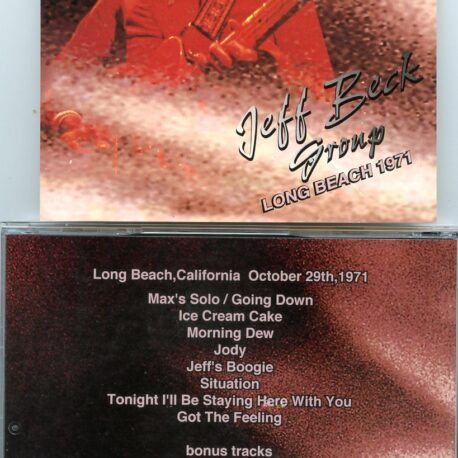 Jeff Beck
Group
LONG BEACH 1971
Long Beach,California October 29th,1971
Max's Solo / Going Down
Ice Cream Cake
Morning Dew
Jody
Jeff's Boogie
Situation
Tonight I'll Be Staying Here With You
Got The Feeling
bonus tracks